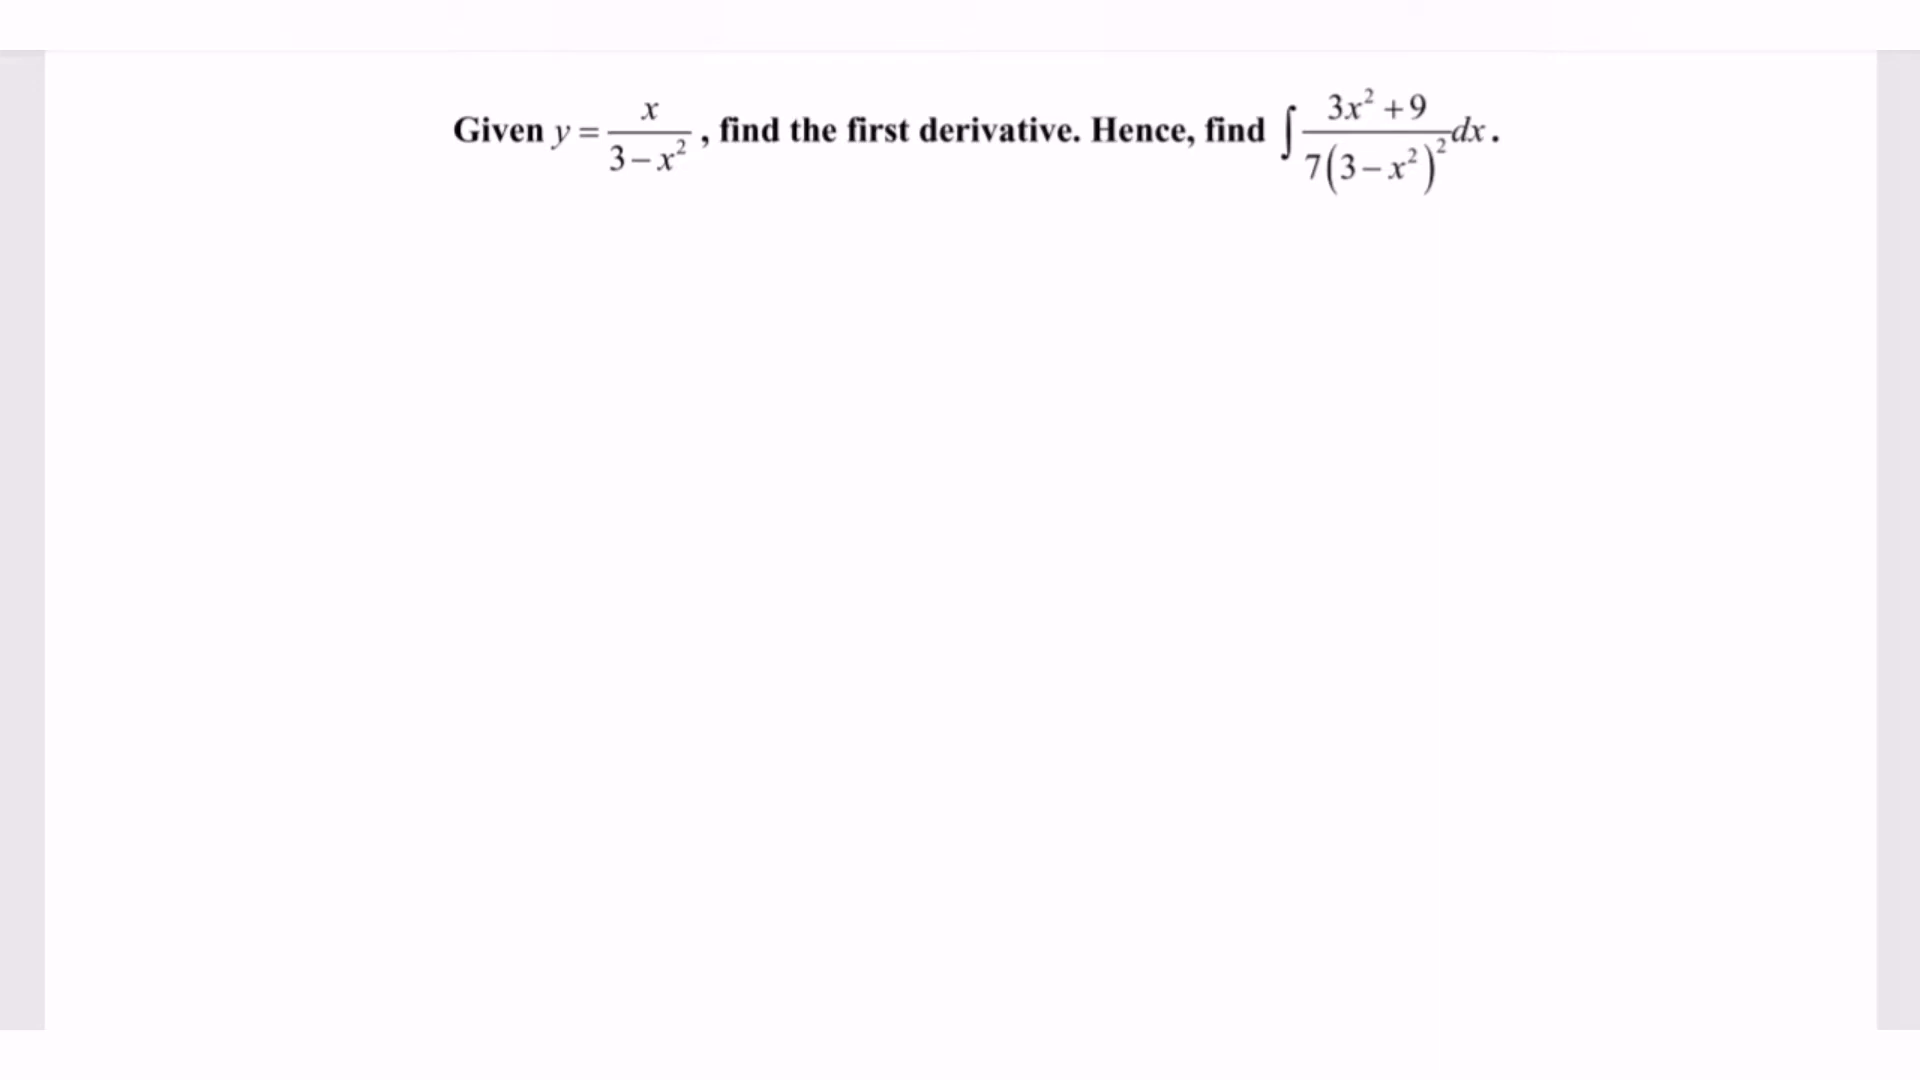 Given y = x/(3 − x²), find the first derivative. Hence, find ∫ (3x² + 9)/(7(3 − x²)²) dx.